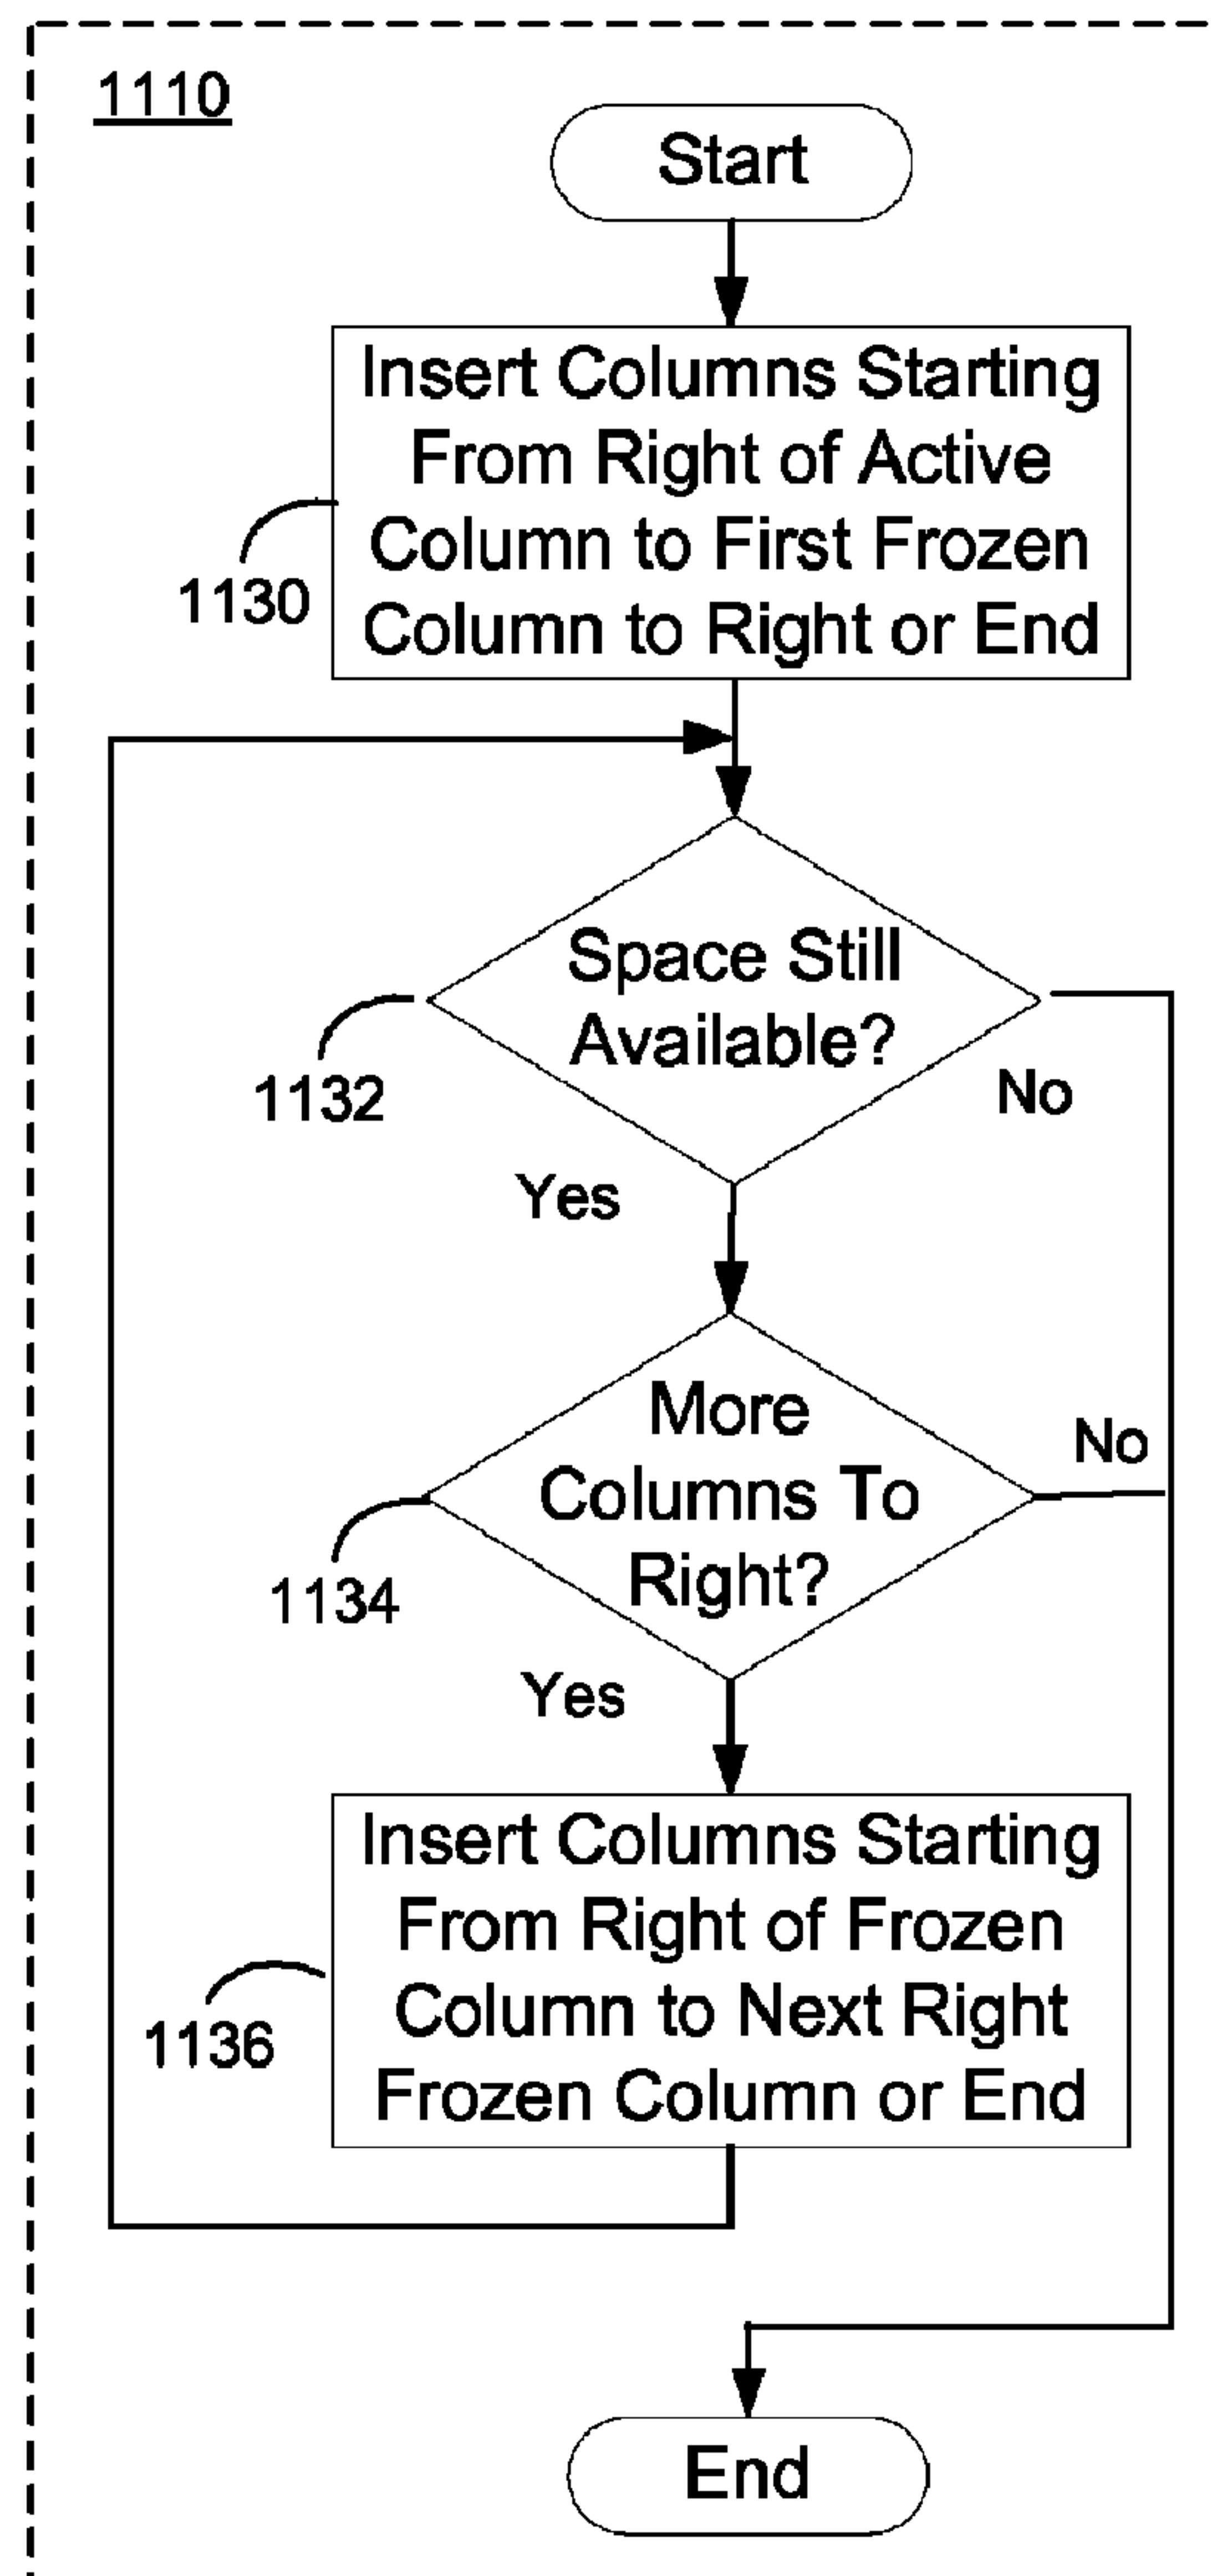 1110
Start
Insert Columns Starting
From Right of Active
Column to First Frozen
Column to Right or End
1130
Space Still
Available?
1132
No
Yes
More
Columns To
Right?
No
1134
Yes
Insert Columns Starting
From Right of Frozen
Column to Next Right
Frozen Column or End
1136
End